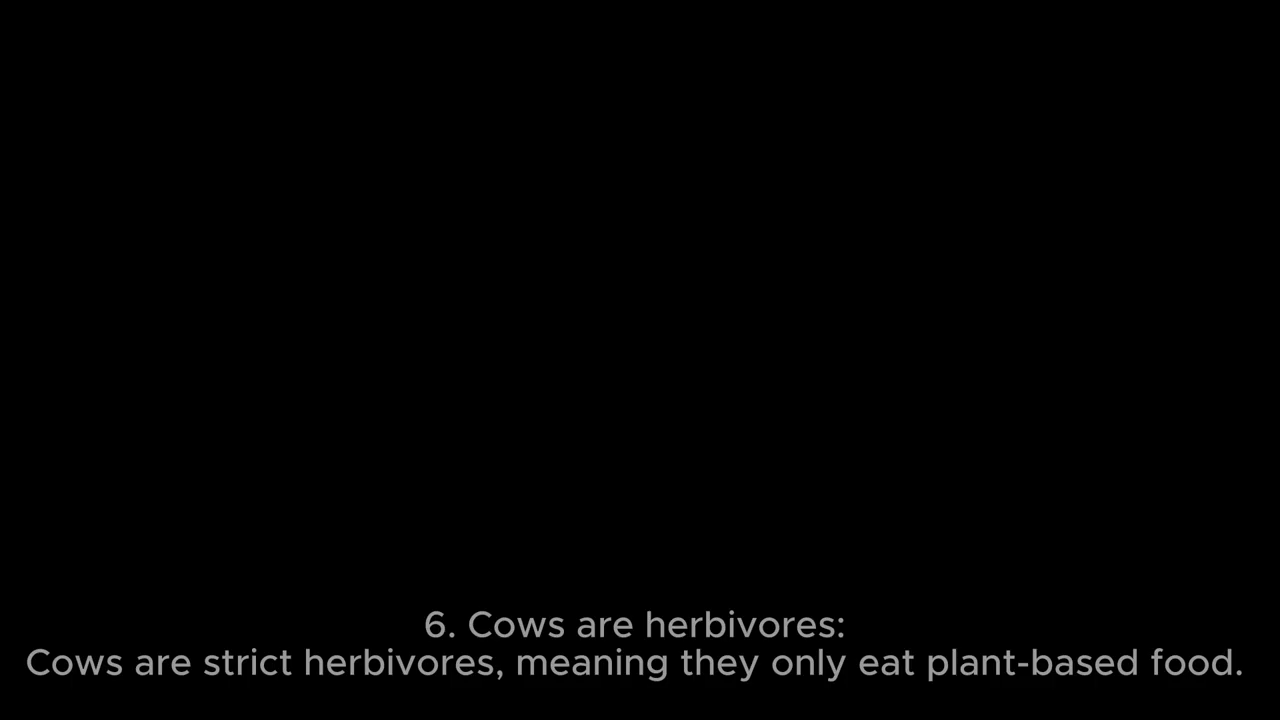 6. Cows are herbivores:
Cows are strict herbivores, meaning they only eat plant-based food.